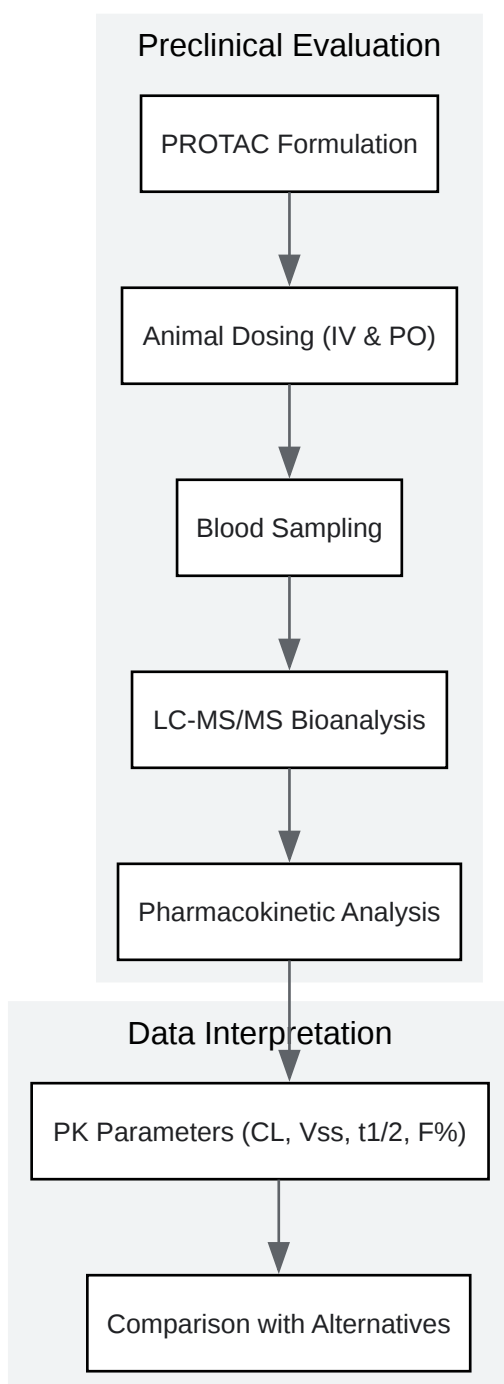 Preclinical Evaluation
PROTAC Formulation
Animal Dosing (IV & PO)
Blood Sampling
LC-MS/MS Bioanalysis
Pharmacokinetic Analysis
Data Interpretation
PK Parameters (CL, Vss, t1/2, F%)
Comparison with Alternatives